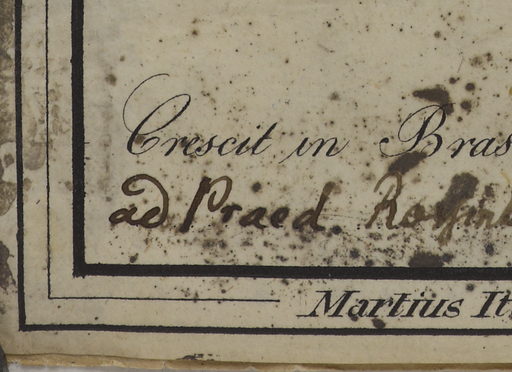 Crescit in Bras
ad Praed.
Martius It